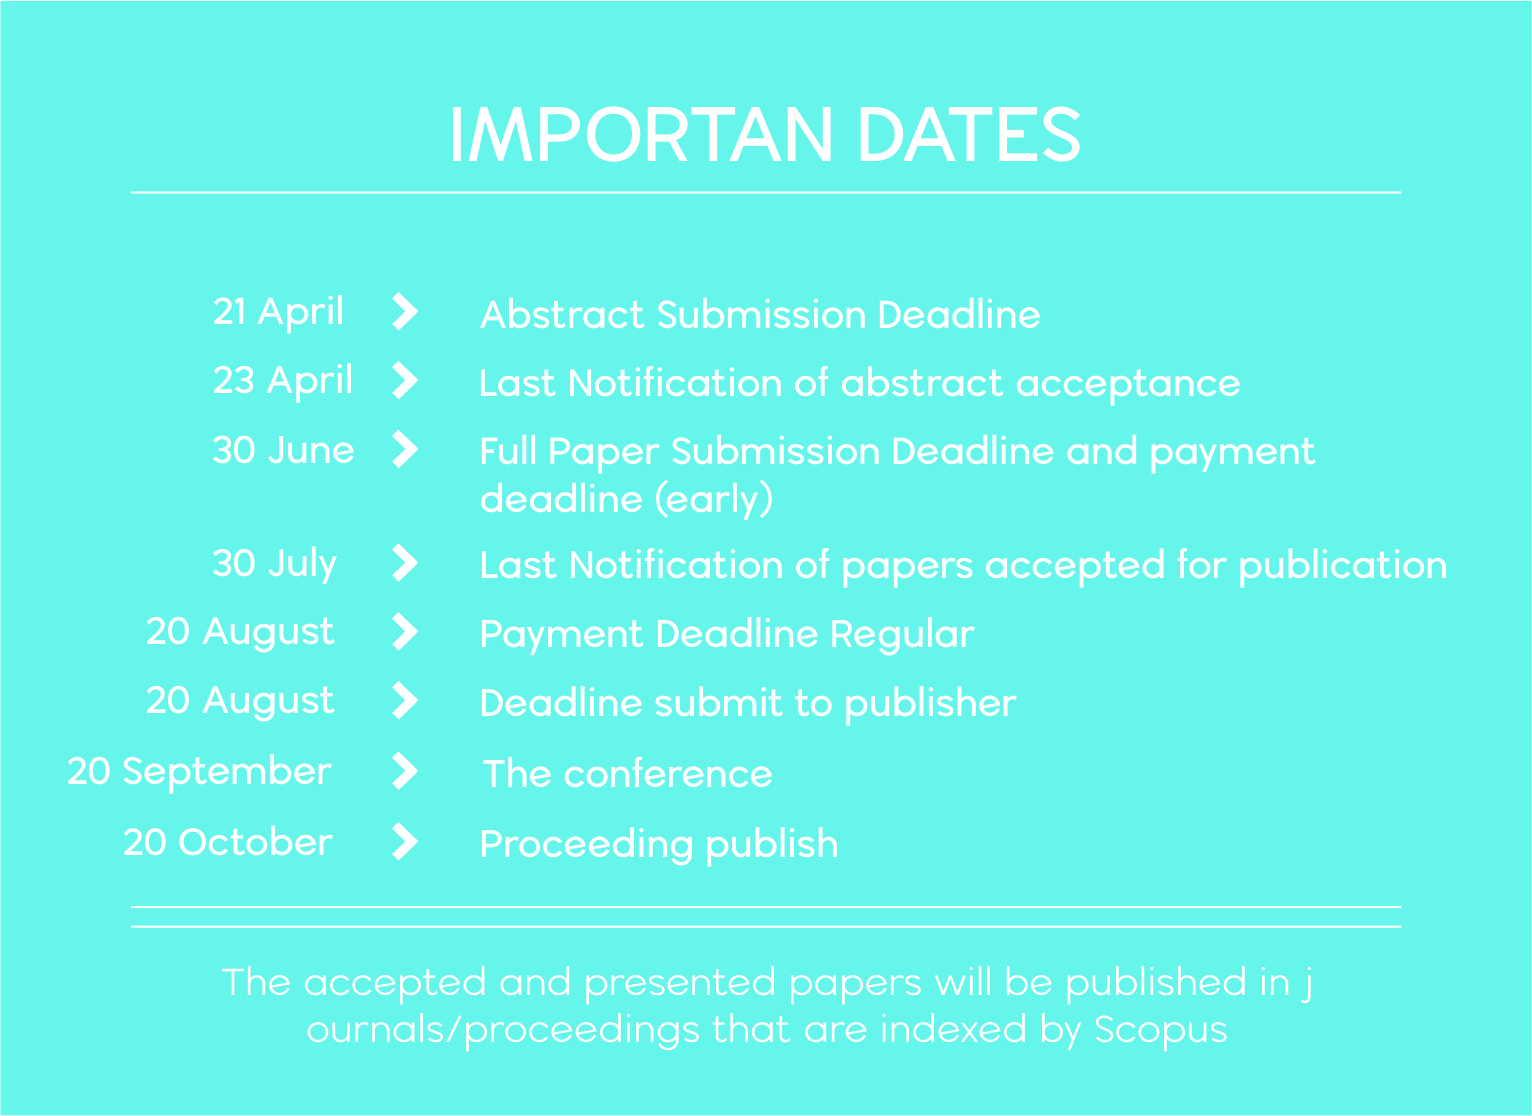 IMPORTAN DATES
21 April Abstract Submission Deadline
23 April Last Notification of abstract acceptance
30 June Full Paper Submission Deadline and payment
deadline (early)
30 July Last Notification of papers accepted for publication
20 August Payment Deadline Regular
20 August Deadline submit to publisher
20 September The conference
20 October Proceeding publish
The accepted and presented papers will be published in j
ournals/proceedings that are indexed by Scopus